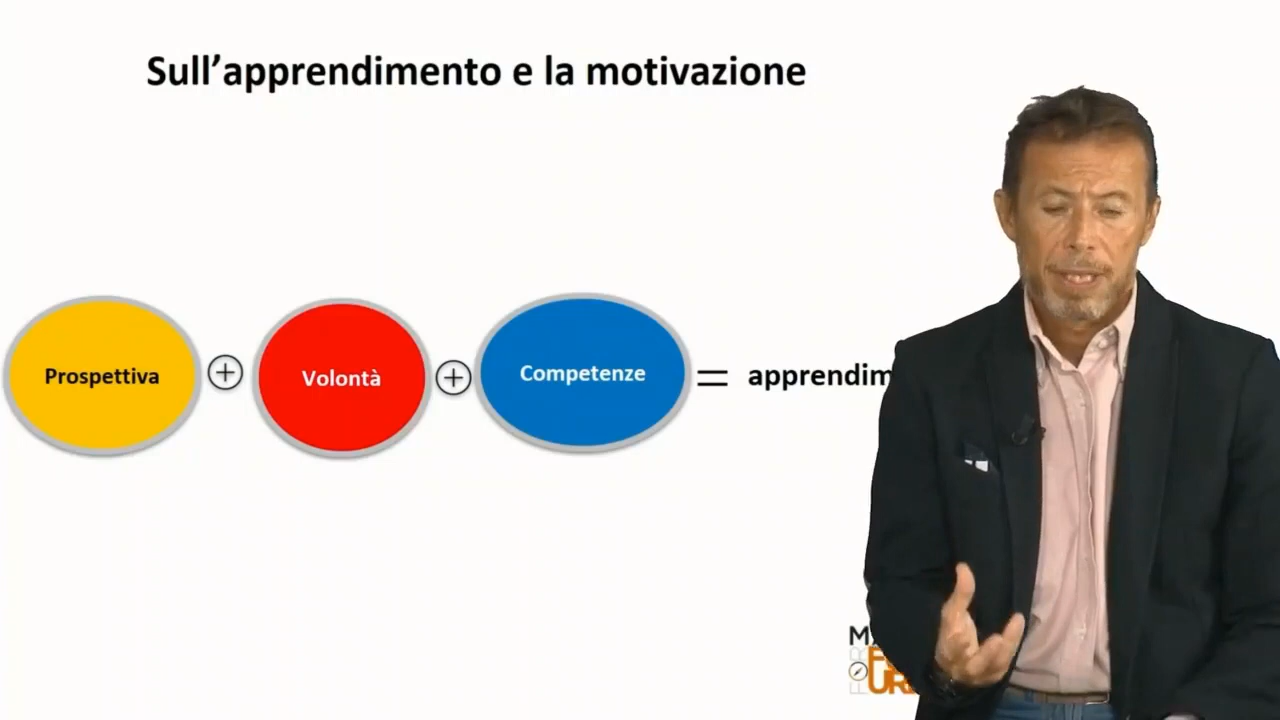 Sull'apprendimento e la motivazione
Prospettiva + Volontà + Competenze = apprendim